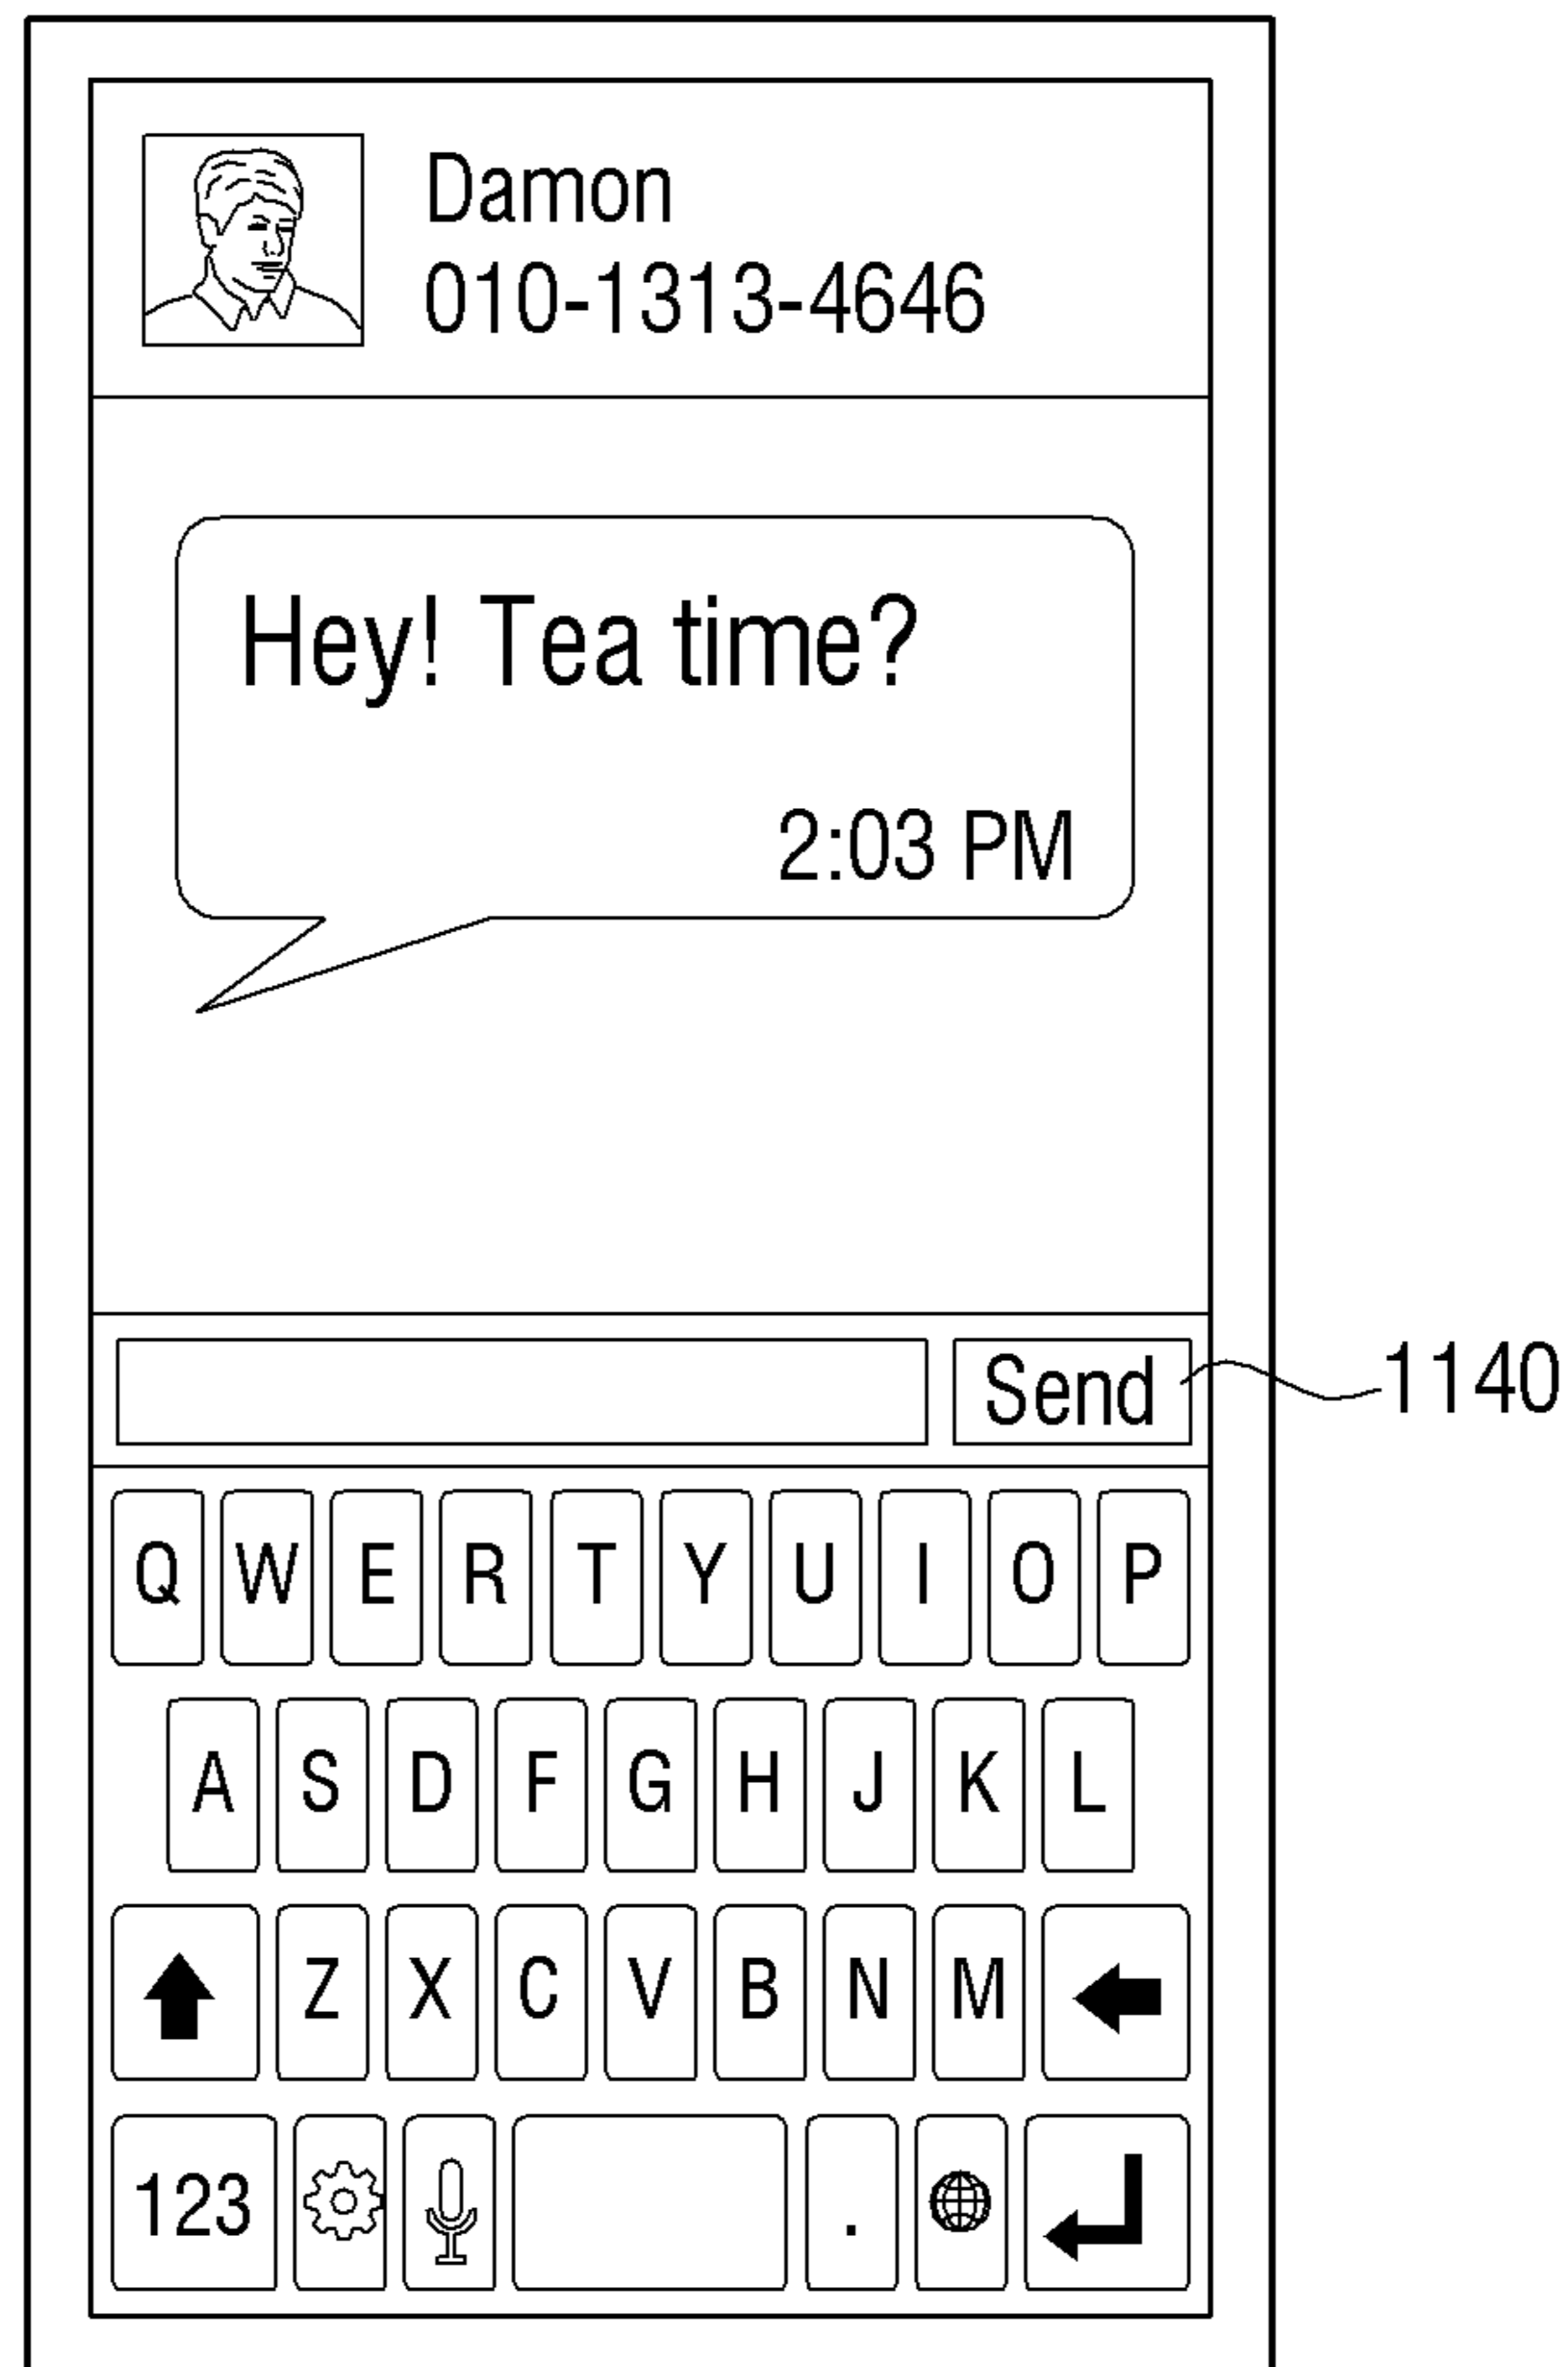 Damon
010-1313-4646
Hey! Tea time?
2:03 PM
Send
1140
Q W E R T Y U I O P
A S D F G H J K L
Z X C V B N M
123 .